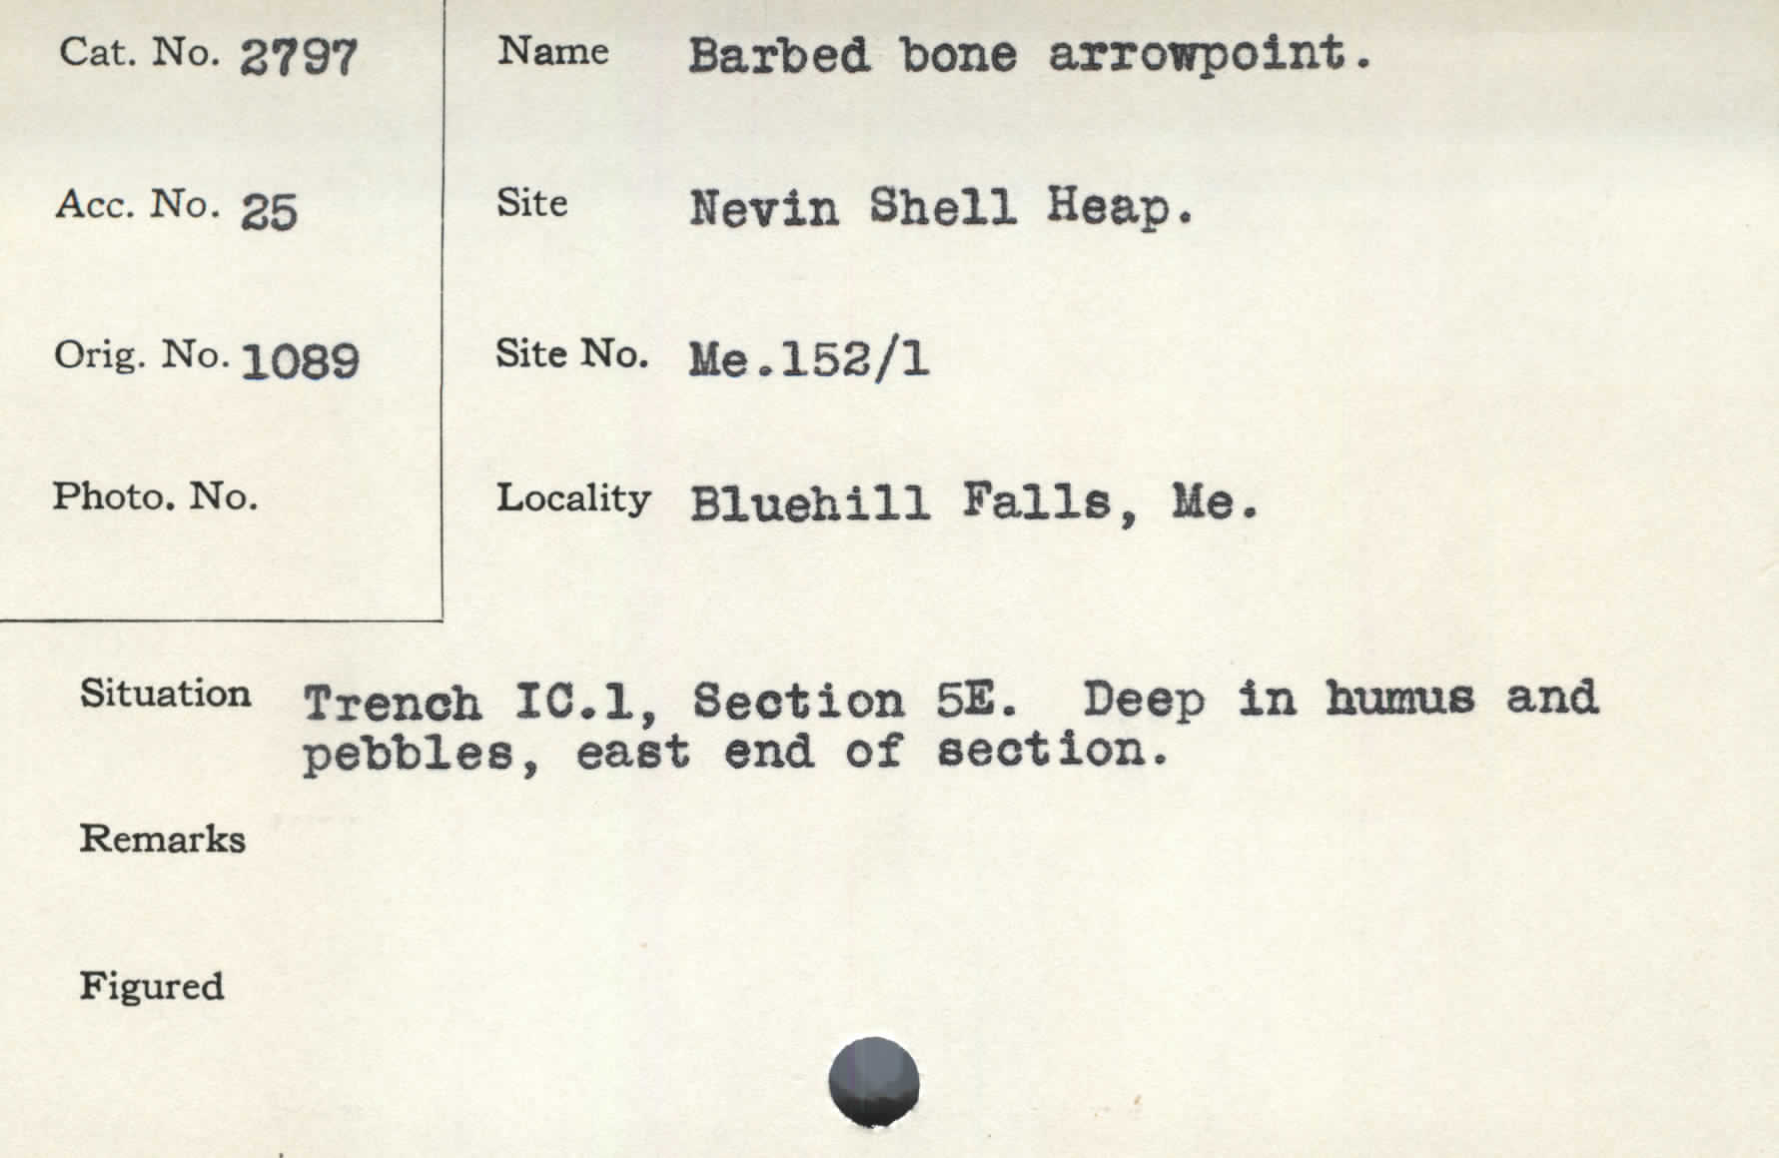 Cat. No. 2797
Name Barbed bone arrowpoint.
Acc. No. 25
Site Nevin Shell Heap.
Orig. No. 1089
Site No. Me.152/1
Photo. No.
Locality Bluehill Falls, Me.
Situation Trench IC.1, Section 5E. Deep in humus and
pebbles, east end of section.
Remarks
Figured